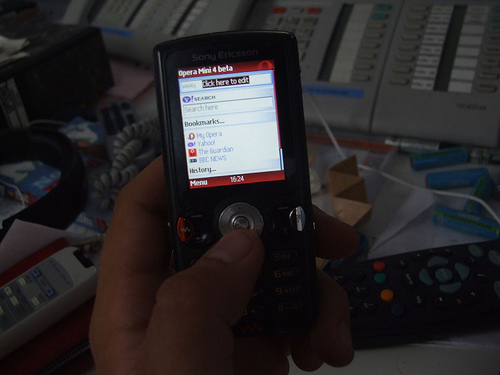 Sony Ericsson
Opera Mini 4 beta
Click here to edit
Y! SEARCH
Search here
Bookmarks...
My Opera
Yahoo!
The Guardian
BBC NEWS
History...
Menu 16:24